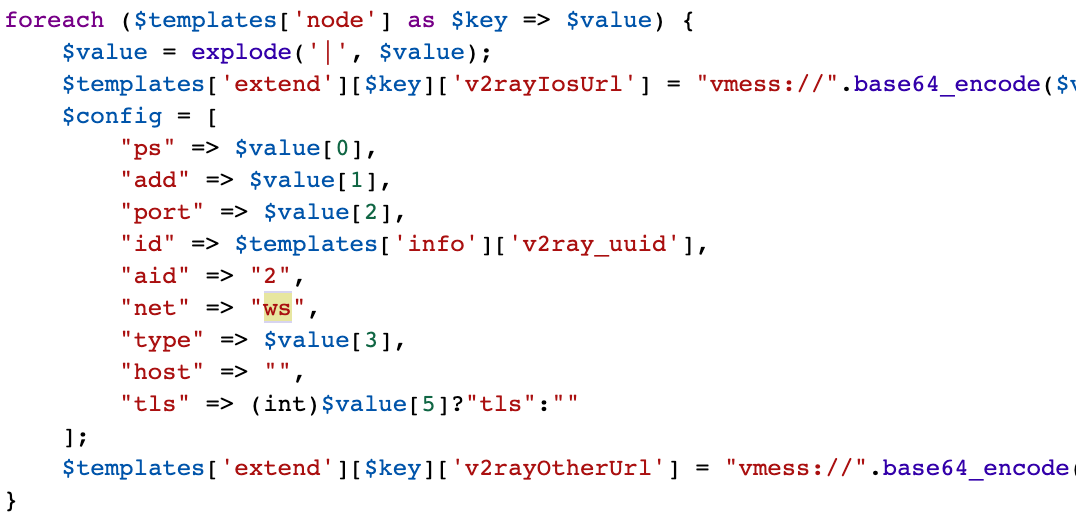 foreach ($templates['node'] as $key => $value) {
    $value = explode('|', $value);
    $templates['extend'][$key]['v2rayIosUrl'] = "vmess://".base64_encode($v
    $config = [
        "ps" => $value[0],
        "add" => $value[1],
        "port" => $value[2],
        "id" => $templates['info']['v2ray_uuid'],
        "aid" => "2",
        "net" => "ws",
        "type" => $value[3],
        "host" => "",
        "tls" => (int)$value[5]?"tls":""
    ];
    $templates['extend'][$key]['v2rayOtherUrl'] = "vmess://".base64_encode(
}